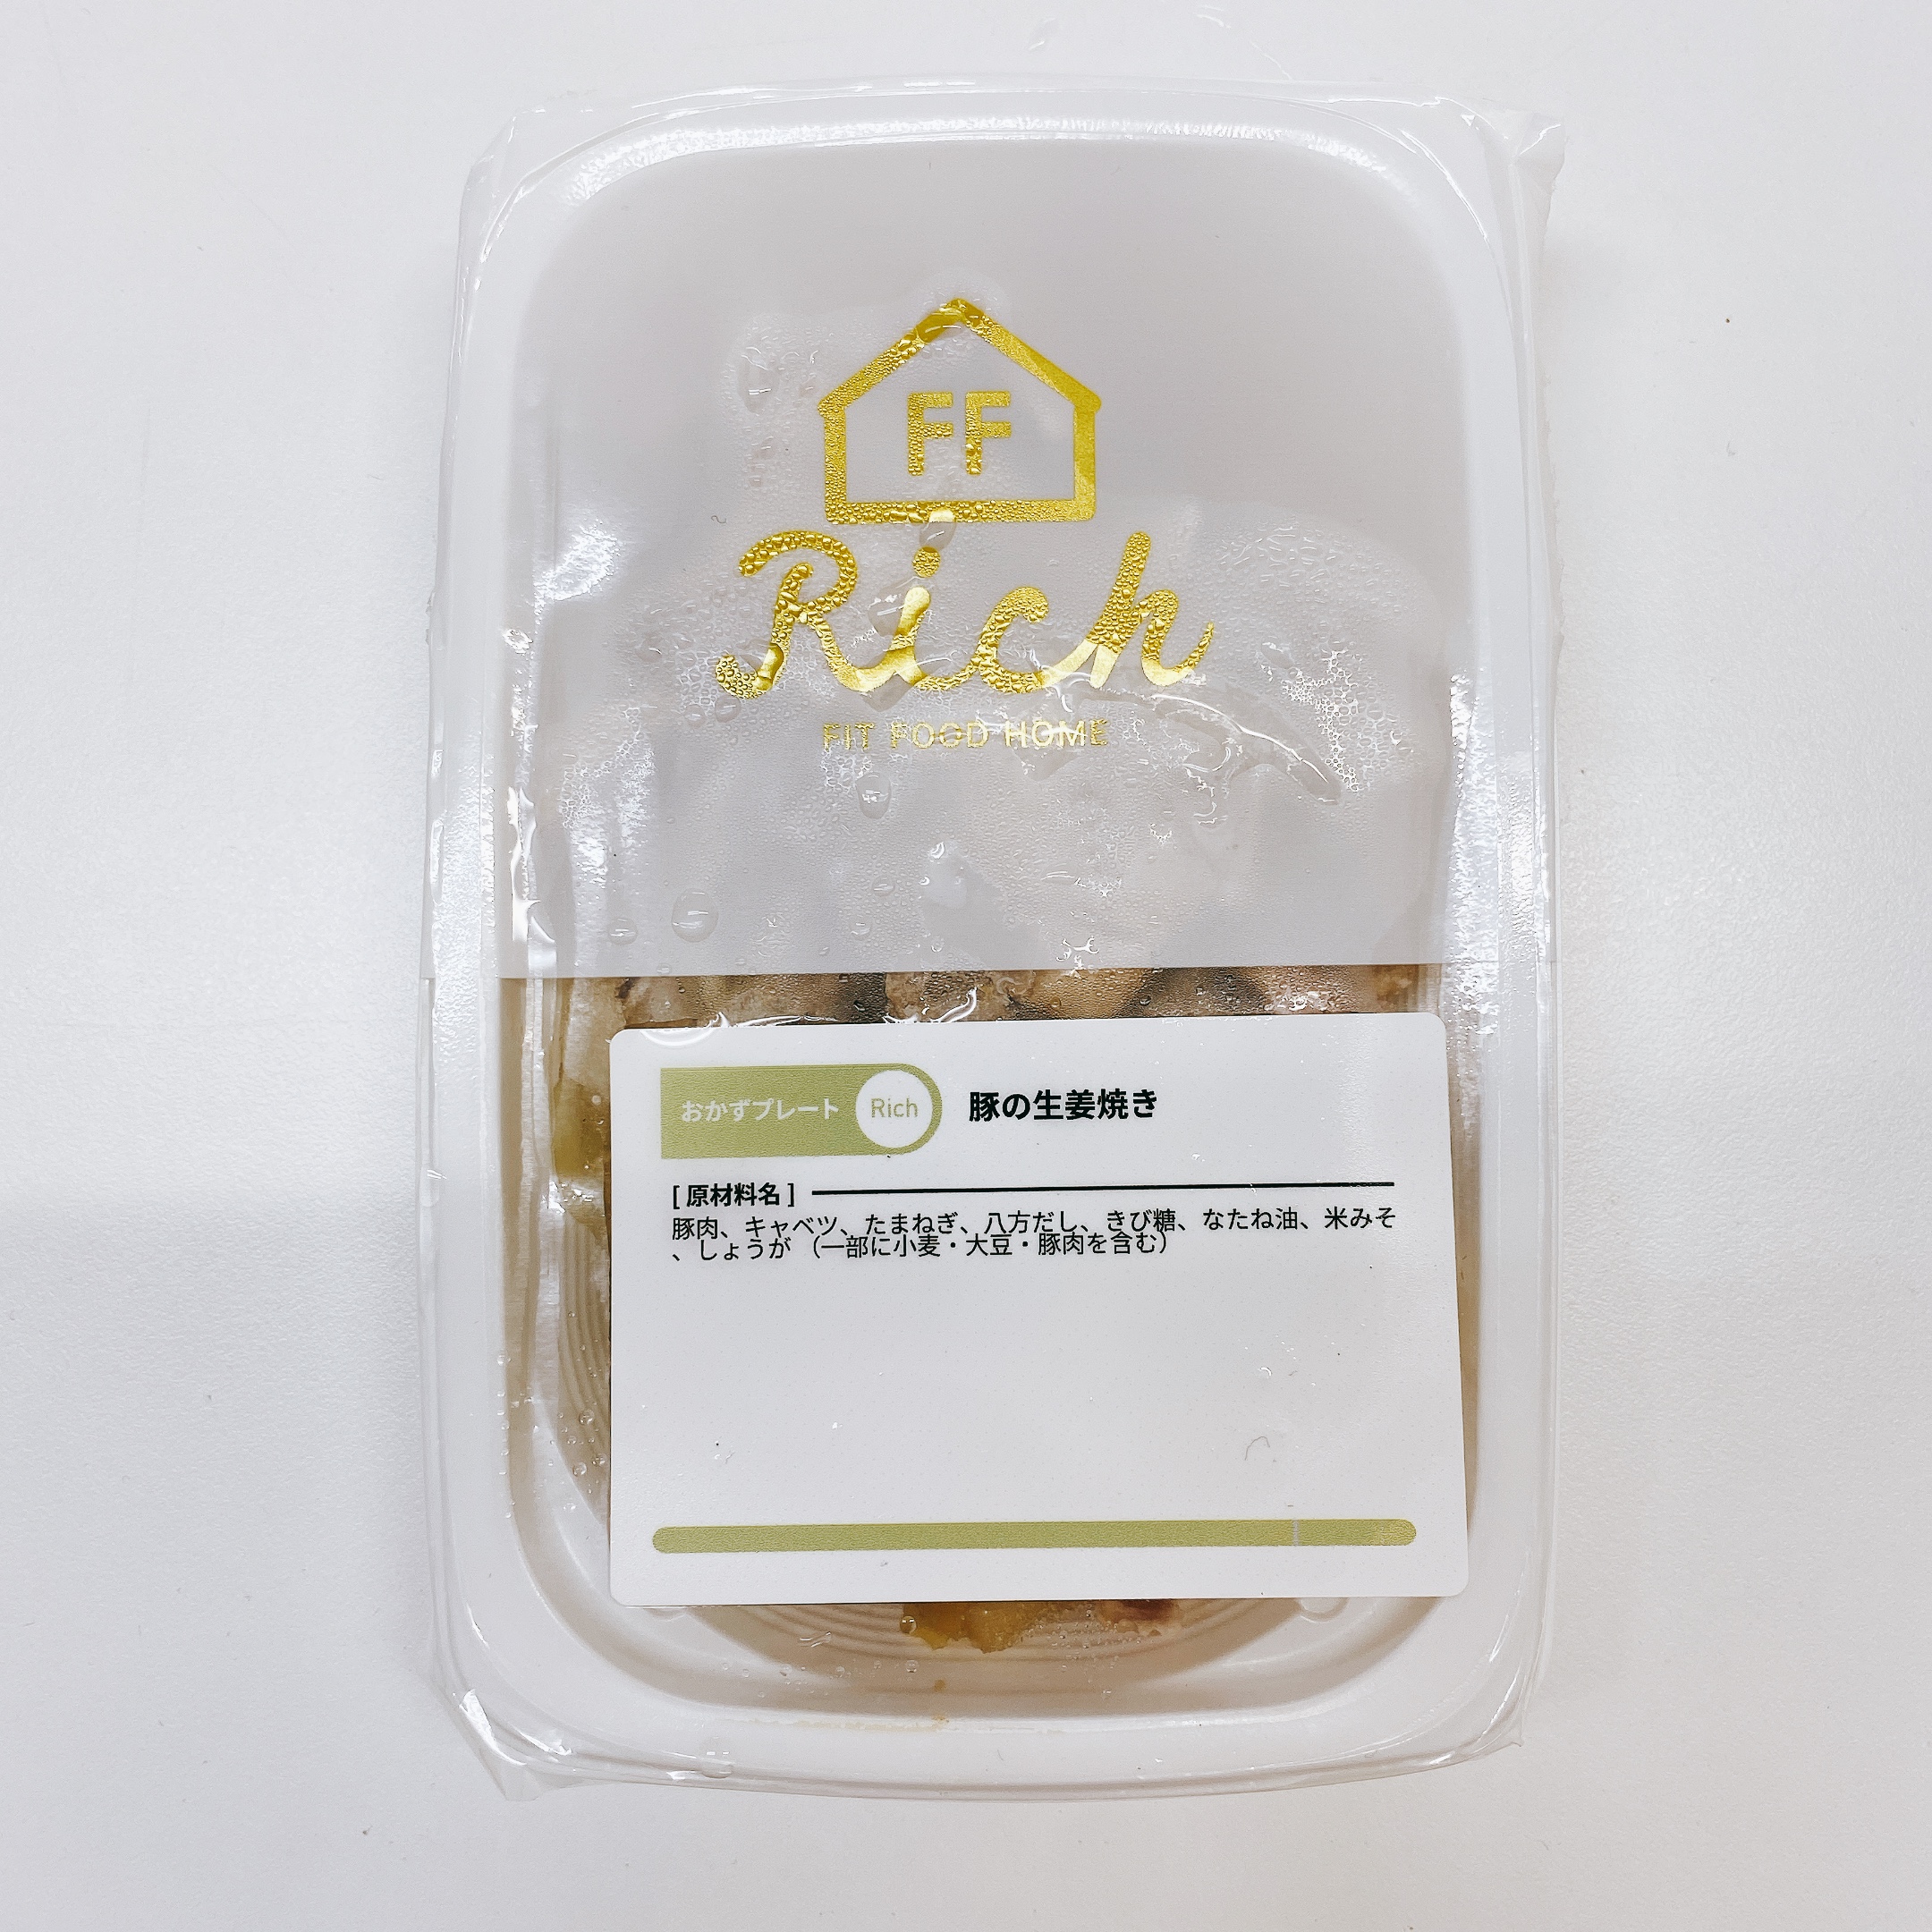 FF
Rich
FIT FOOD HOME
おかずプレート Rich 豚の生姜焼き
[ 原材料名 ]
豚肉、キャベツ、たまねぎ、八方だし、きび糖、なたね油、米みそ
、しょうが（一部に小麦・大豆・豚肉を含む）